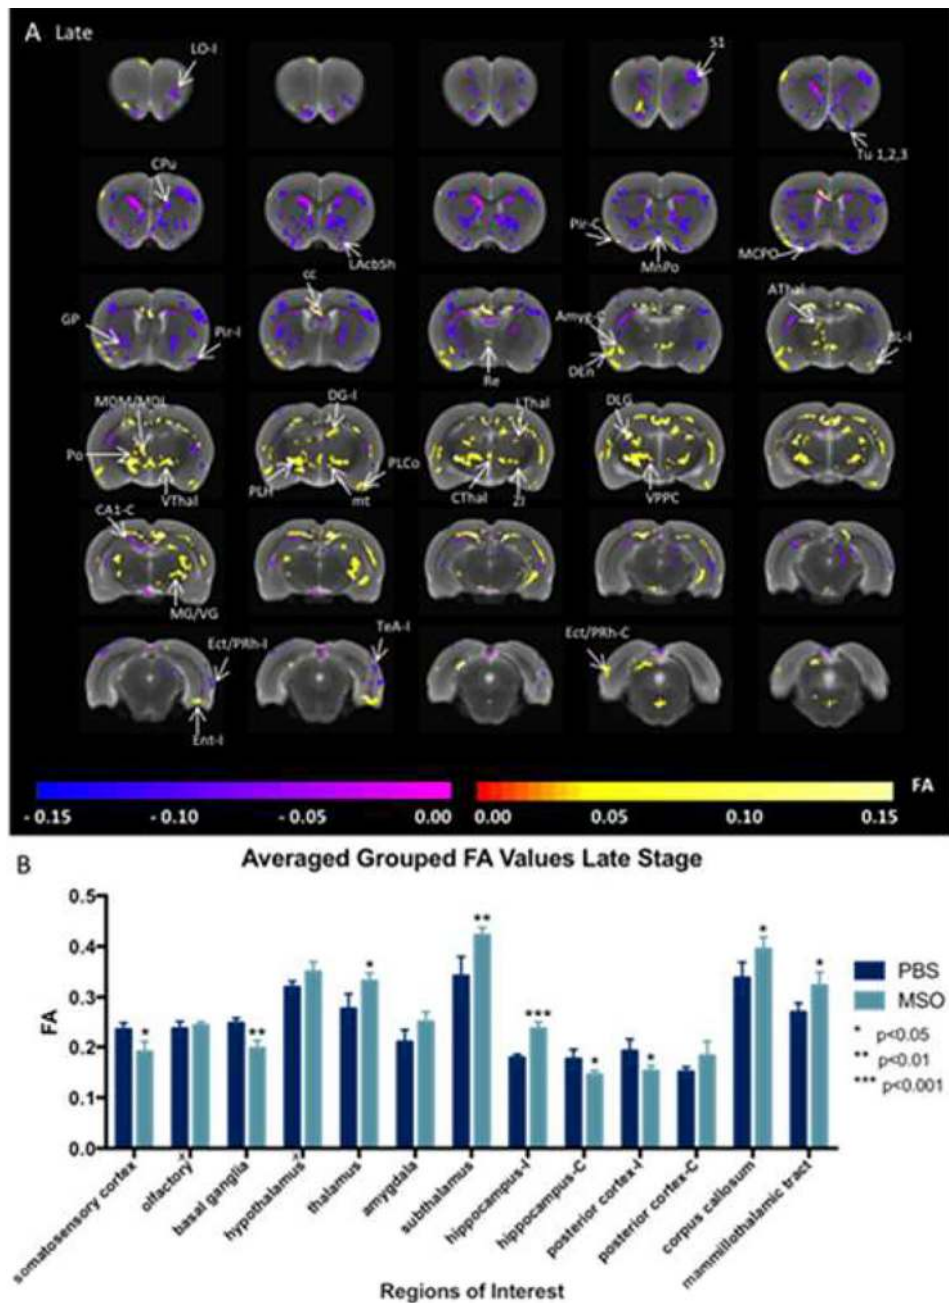 A Late
LO-I
S1
Tu 1,2,3
CPu
LAcbSh
Pir-C
MnPo
MCPO
cc
GP
Pir-I
Re
Amyg-C
DEn
AThal
BL-I
MDM/MDL
Po
VThal
DG-I
PLH
mt
PLCo
LThal
CThal
ZI
DLG
VPPC
CA1-C
MG/VG
Ect/PRh-I
Ent-I
TeA-I
Ect/PRh-C
FA
- 0.15 - 0.10 - 0.05 0.00 0.00 0.05 0.10 0.15
B Averaged Grouped FA Values Late Stage
0.5
0.4
0.3
0.2
0.1
0.0
FA
* ** * ** *** * * * *
PBS
MSO
* p<0.05
** p<0.01
*** p<0.001
somatosensory cortex
olfactory
basal ganglia
hypothalamus
thalamus
amygdala
subthalamus
hippocampus-I
hippocampus-C
posterior cortex-I
posterior cortex-C
corpus callosum
mammillothalamic tract
Regions of Interest